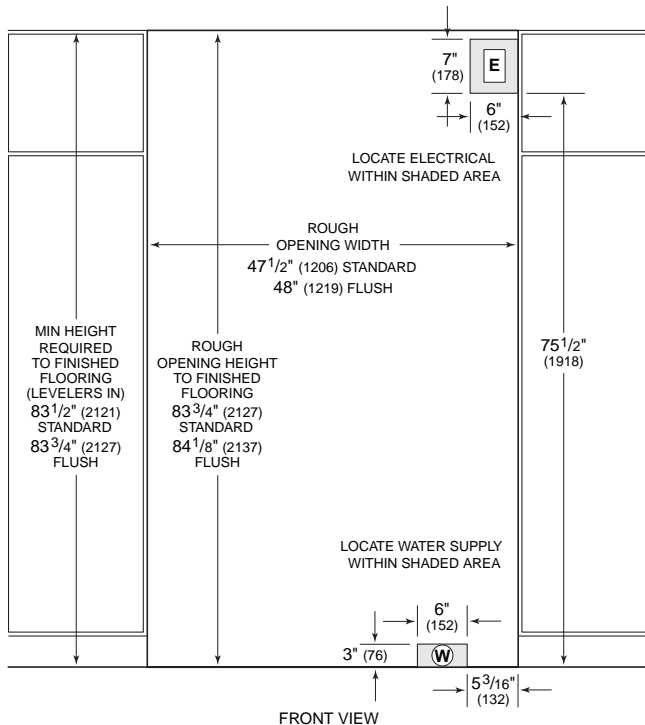 7"
(178)
E
6"
(152)
LOCATE ELECTRICAL
WITHIN SHADED AREA
ROUGH
OPENING WIDTH
47 1/2" (1206) STANDARD
48" (1219) FLUSH
MIN HEIGHT
REQUIRED
TO FINISHED
FLOORING
(LEVELERS IN)
83 1/2" (2121)
STANDARD
83 3/4" (2127)
FLUSH
ROUGH
OPENING HEIGHT
TO FINISHED
FLOORING
83 3/4" (2127)
STANDARD
84 1/8" (2137)
FLUSH
75 1/2"
(1918)
LOCATE WATER SUPPLY
WITHIN SHADED AREA
6"
(152)
3" (76)
W
5 3/16"
(132)
FRONT VIEW